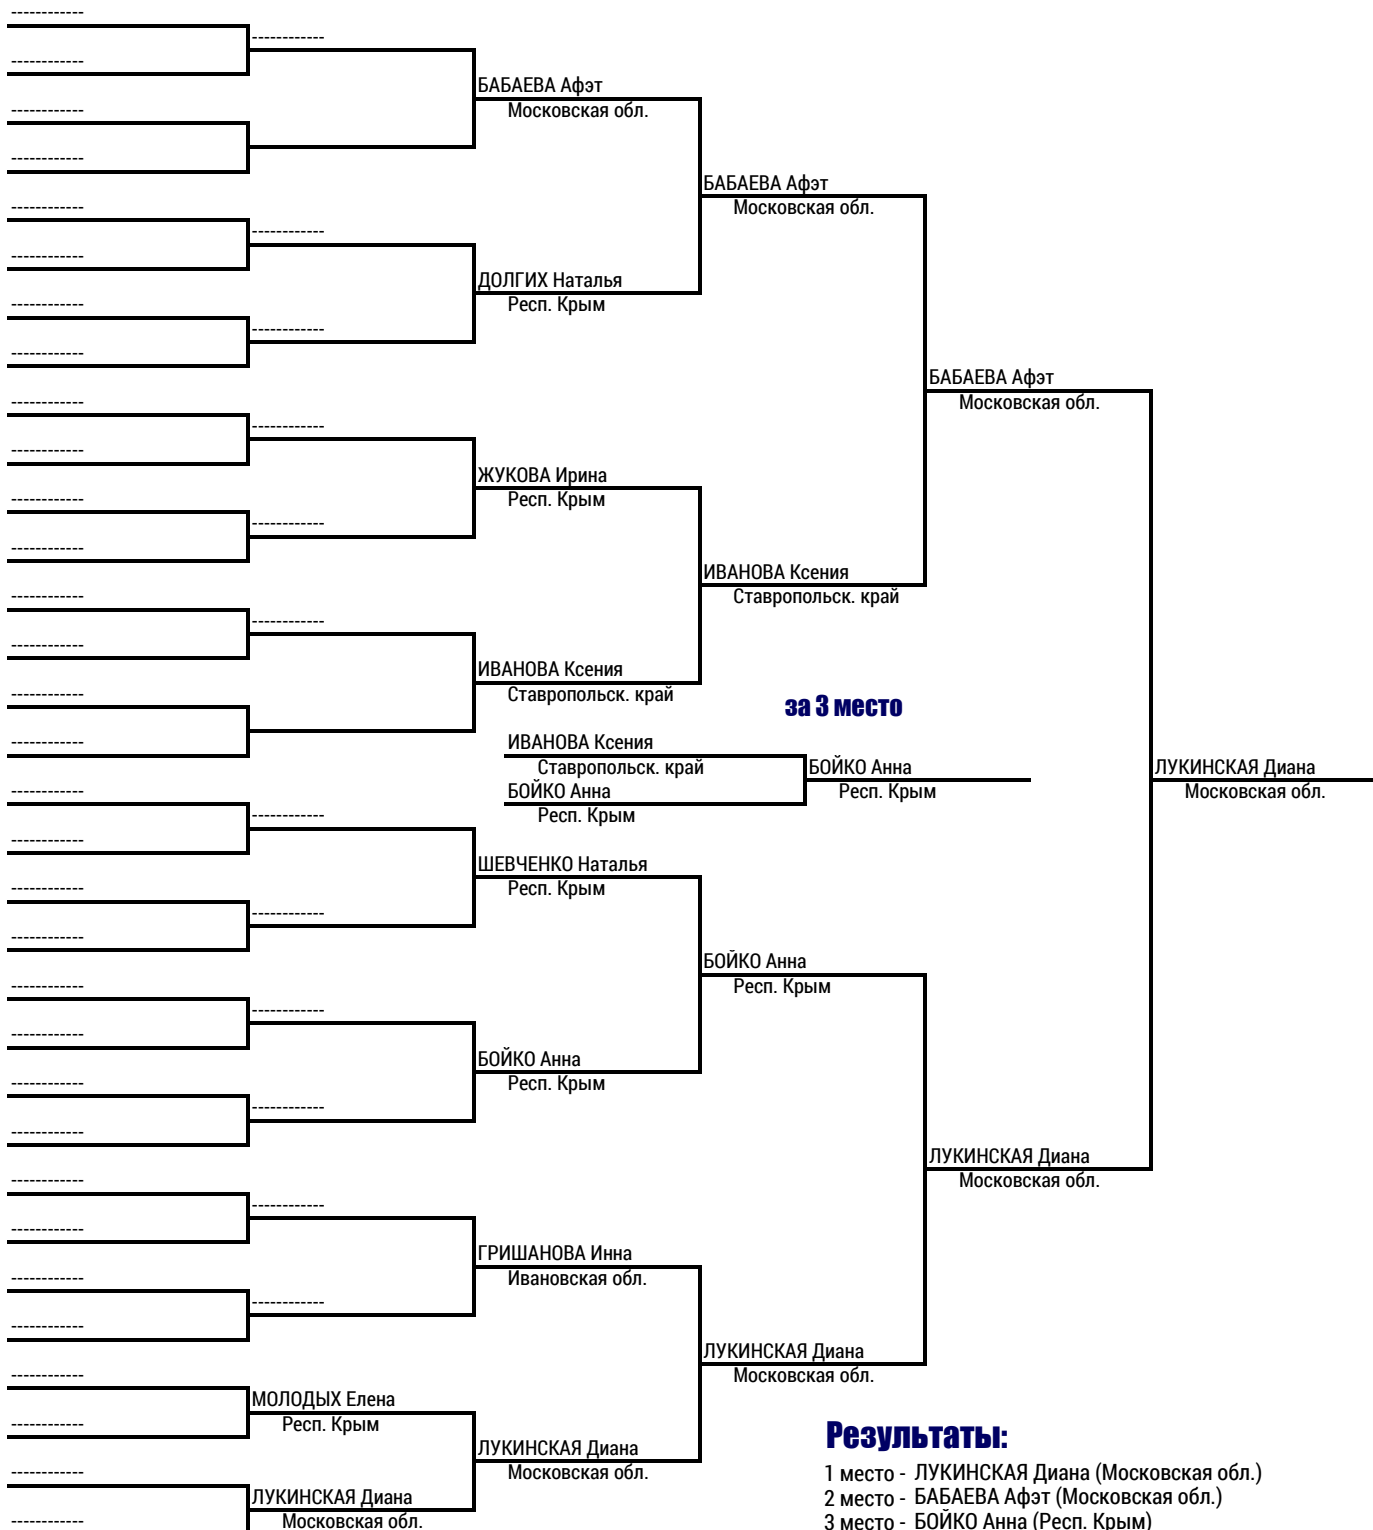 ------------
------------
------------
БАБАЕВА Афэт
------------
Московская обл.
------------
БАБАЕВА Афэт
------------
Московская обл.
------------
------------
ДОЛГИХ Наталья
------------
Респ. Крым
------------
------------
БАБАЕВА Афэт
------------
Московская обл.
------------
------------
ЖУКОВА Ирина
------------
Респ. Крым
------------
------------
ИВАНОВА Ксения
------------
Ставропольск. край
------------
------------
ИВАНОВА Ксения
------------
Ставропольск. край
за 3 место
------------
ИВАНОВА Ксения
Ставропольск. край
БОЙКО Анна
Респ. Крым
БОЙКО Анна
Респ. Крым
ЛУКИНСКАЯ Диана
Московская обл.
------------
------------
------------
ШЕВЧЕНКО Наталья
------------
Респ. Крым
------------
------------
БОЙКО Анна
------------
Респ. Крым
------------
------------
БОЙКО Анна
------------
Респ. Крым
------------
------------
ЛУКИНСКАЯ Диана
------------
Московская обл.
------------
------------
ГРИШАНОВА Инна
------------
Ивановская обл.
------------
------------
ЛУКИНСКАЯ Диана
------------
Московская обл.
МОЛОДЫХ Елена
------------
Респ. Крым
ЛУКИНСКАЯ Диана
------------
Московская обл.
ЛУКИНСКАЯ Диана
------------
Московская обл.
Результаты:
1 место - ЛУКИНСКАЯ Диана (Московская обл.)
2 место - БАБАЕВА Афэт (Московская обл.)
3 место - БОЙКО Анна (Респ. Крым)